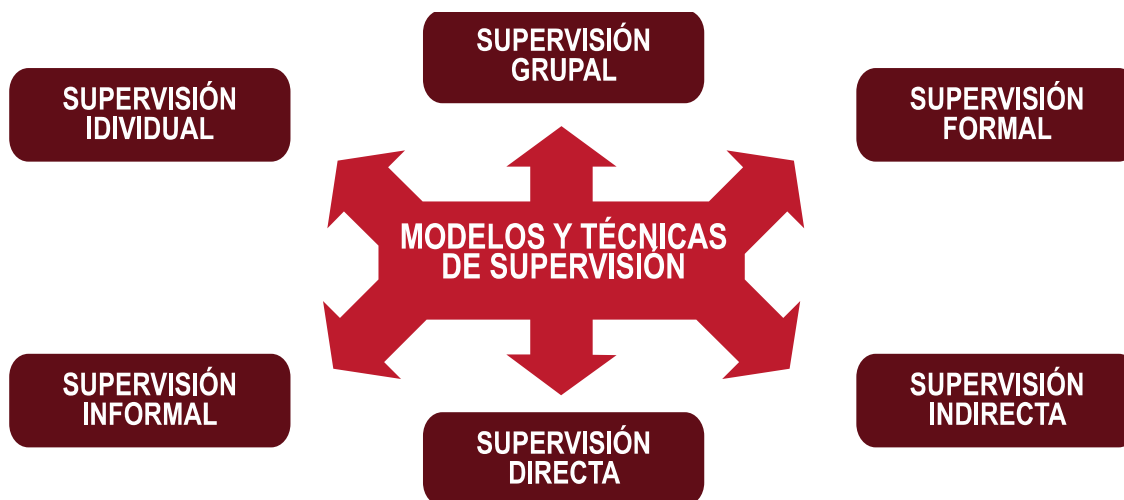 SUPERVISIÓN
GRUPAL
SUPERVISIÓN
IDIVIDUAL
SUPERVISIÓN
FORMAL
MODELOS Y TÉCNICAS
DE SUPERVISIÓN
SUPERVISIÓN
INFORMAL
SUPERVISIÓN
DIRECTA
SUPERVISIÓN
INDIRECTA